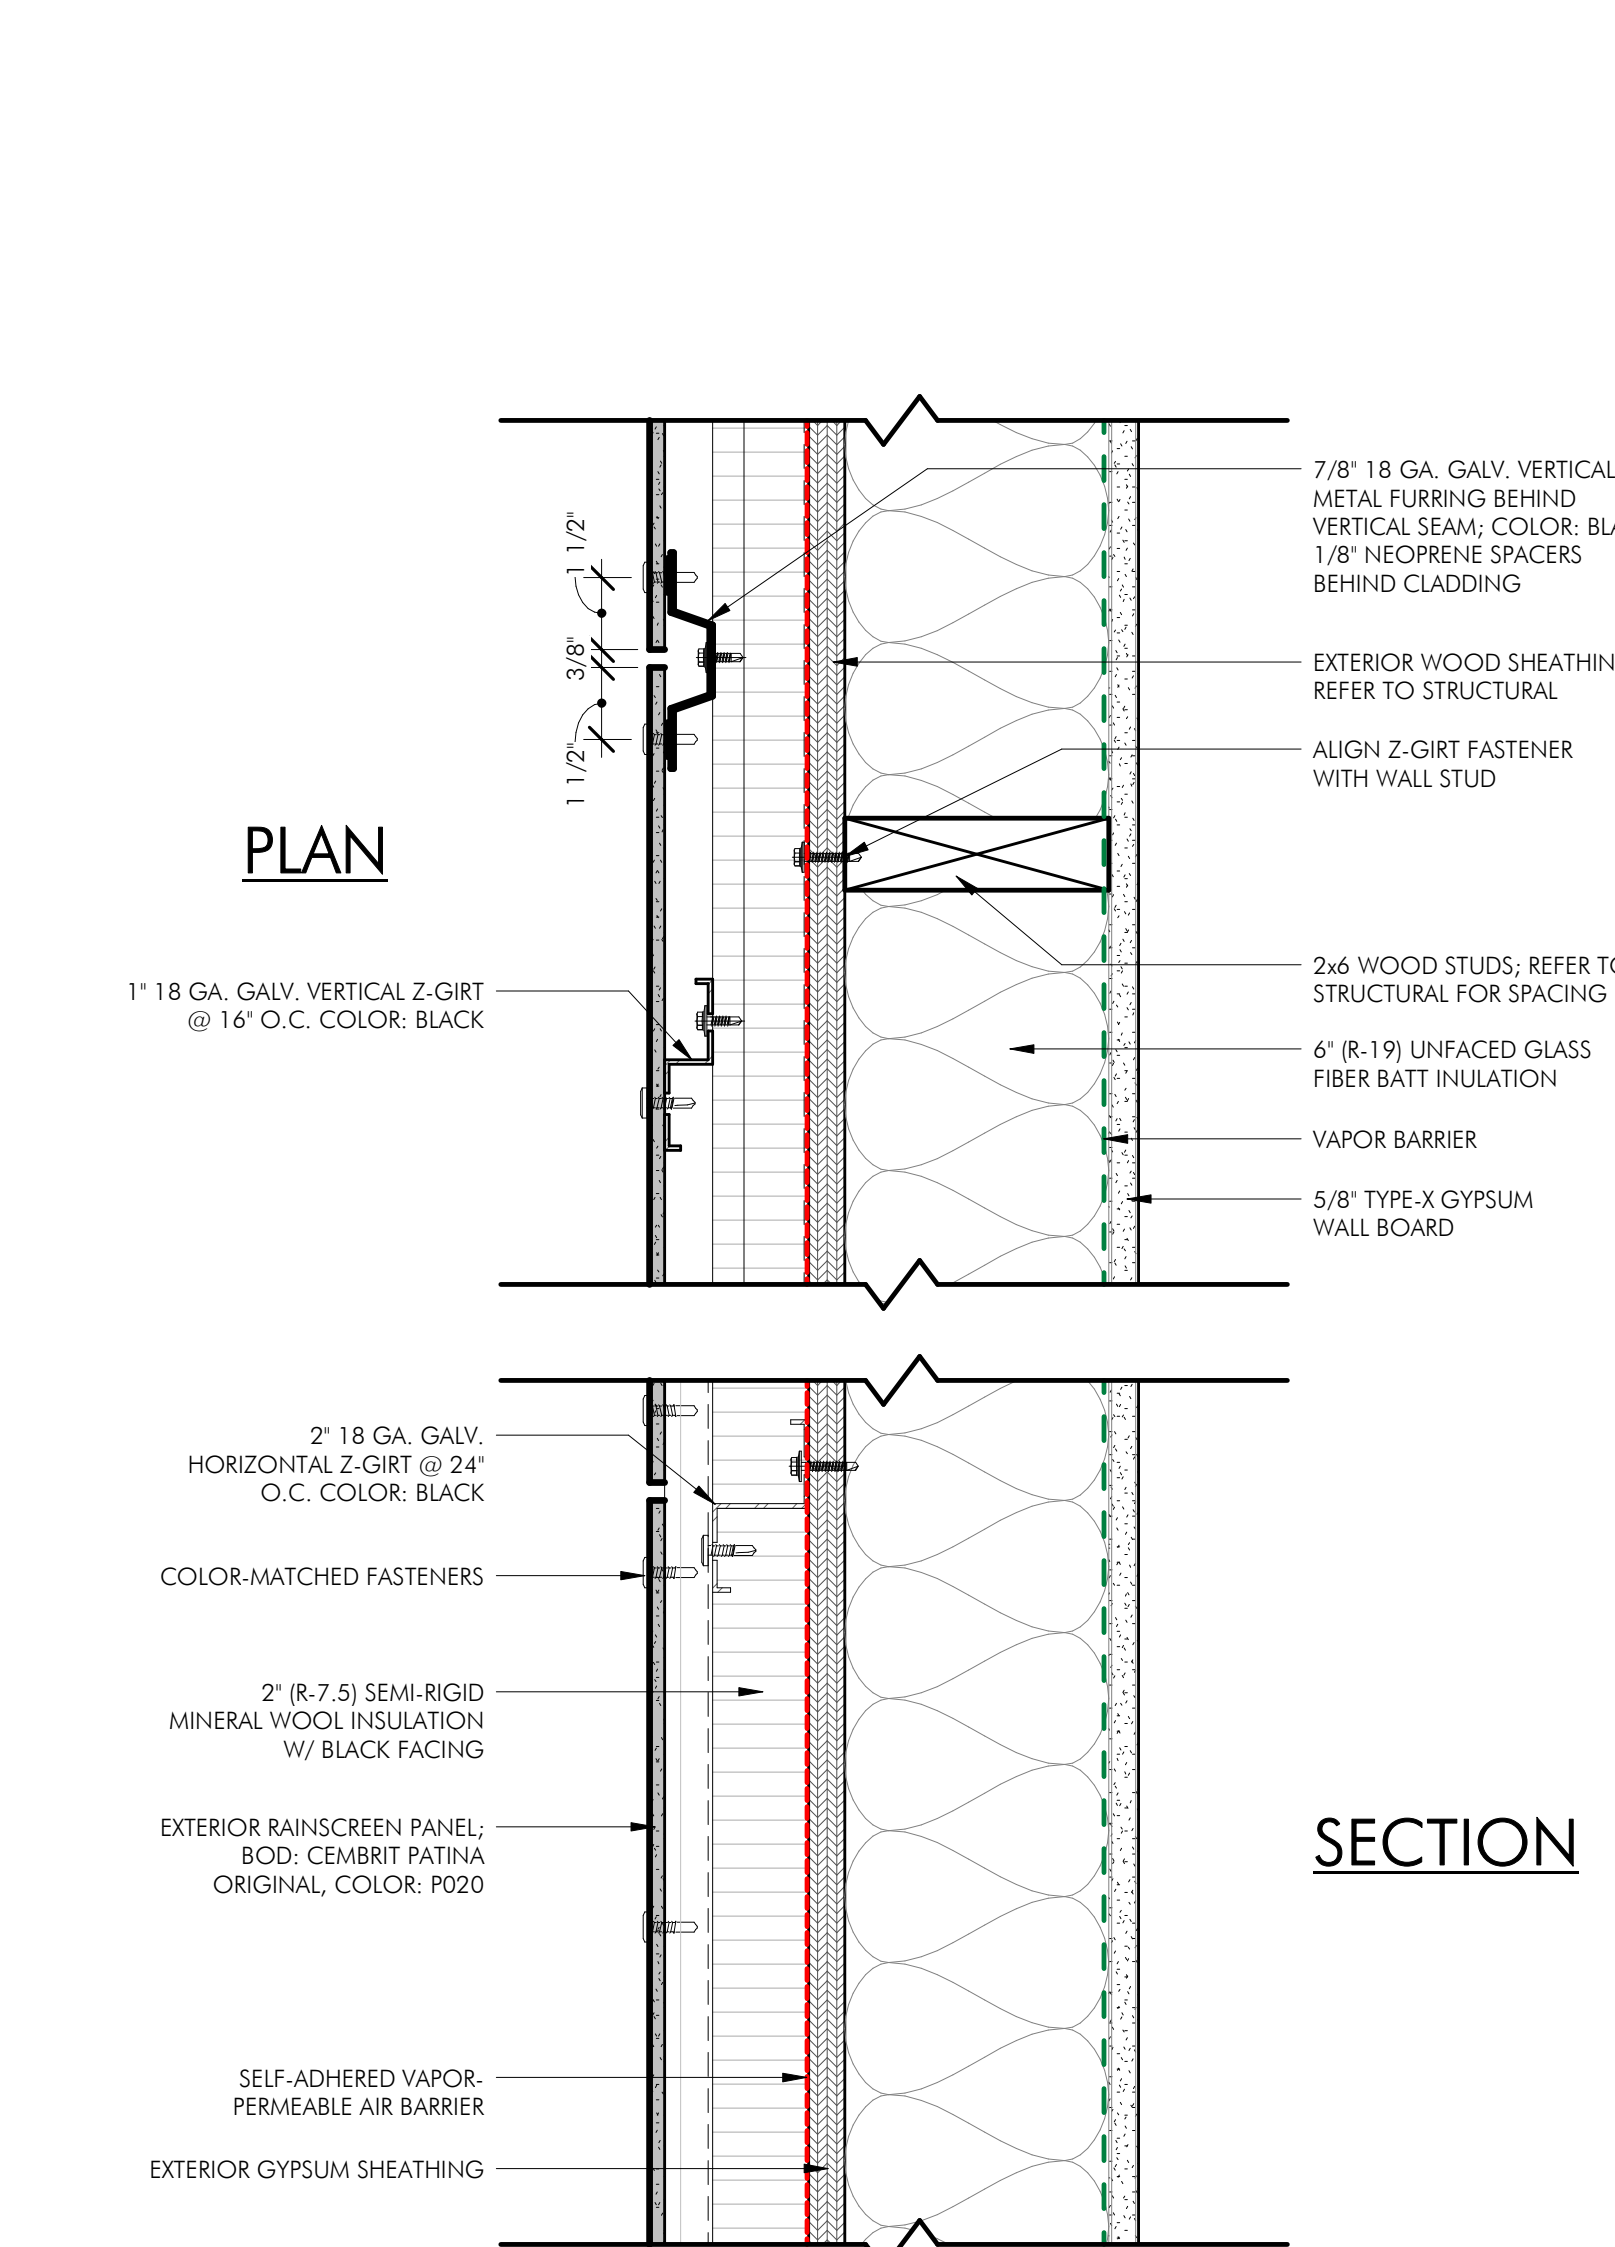 7/8" 18 GA. GALV. VERTICAL
METAL FURRING BEHIND
VERTICAL SEAM; COLOR: BLA
1/8" NEOPRENE SPACERS
BEHIND CLADDING
1 1/2"
3/8"
1 1/2"
EXTERIOR WOOD SHEATHIN
REFER TO STRUCTURAL
ALIGN Z-GIRT FASTENER
WITH WALL STUD
PLAN
1" 18 GA. GALV. VERTICAL Z-GIRT
@ 16" O.C. COLOR: BLACK
2x6 WOOD STUDS; REFER TO
STRUCTURAL FOR SPACING
6" (R-19) UNFACED GLASS
FIBER BATT INULATION
VAPOR BARRIER
5/8" TYPE-X GYPSUM
WALL BOARD
2" 18 GA. GALV.
HORIZONTAL Z-GIRT @ 24"
O.C. COLOR: BLACK
COLOR-MATCHED FASTENERS
2" (R-7.5) SEMI-RIGID
MINERAL WOOL INSULATION
W/ BLACK FACING
EXTERIOR RAINSCREEN PANEL;
BOD: CEMBRIT PATINA
ORIGINAL, COLOR: P020
SECTION
SELF-ADHERED VAPOR-
PERMEABLE AIR BARRIER
EXTERIOR GYPSUM SHEATHING